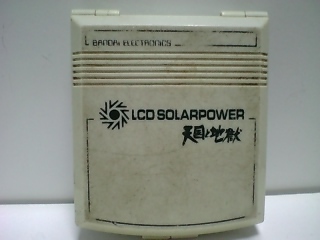 BANDAI ELECTRONICS
LCD SOLARPOWER
天国と地獄